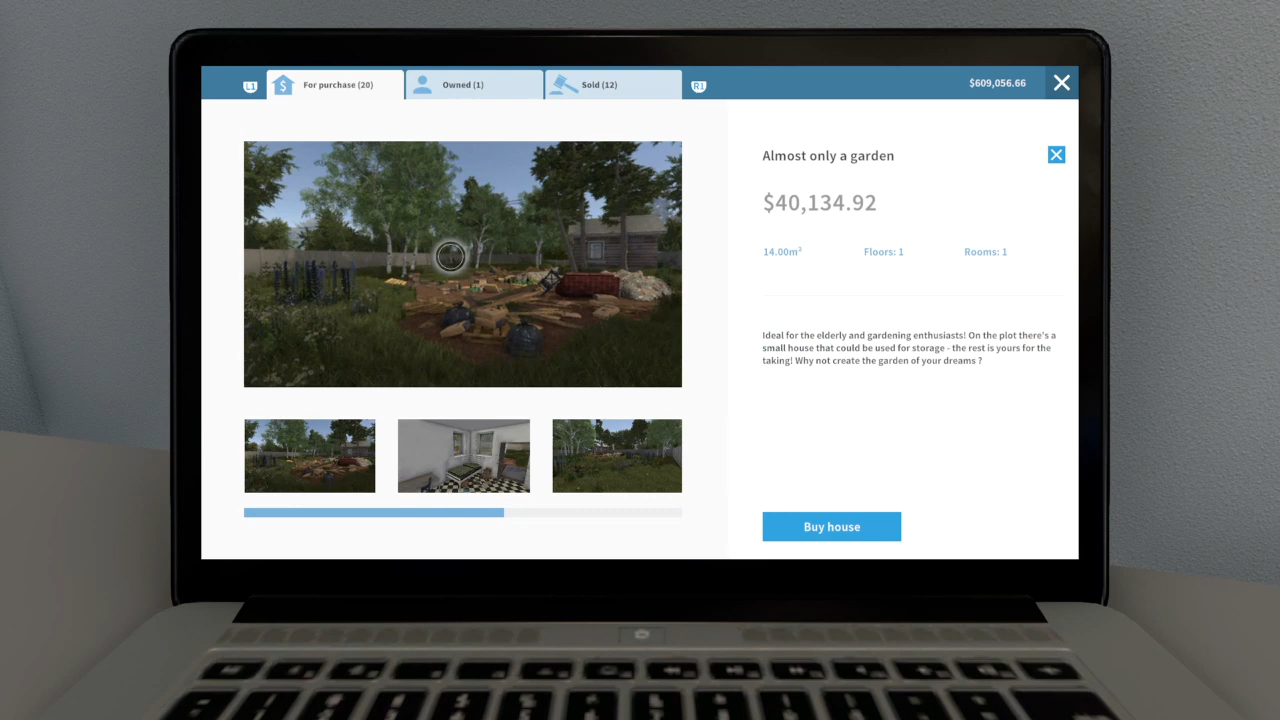 L1
For purchase (20)
Owned (1)
Sold (12)
R1
$609,056.66
Almost only a garden
$40,134.92
14.00m²
Floors: 1
Rooms: 1
Ideal for the elderly and gardening enthusiasts! On the plot there's a
small house that could be used for storage - the rest is yours for the
taking! Why not create the garden of your dreams ?
Buy house